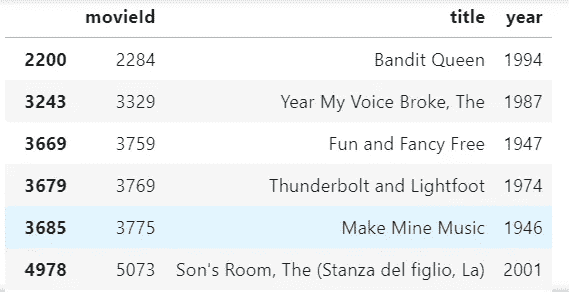 movieId title year
2200 2284 Bandit Queen 1994
3243 3329 Year My Voice Broke, The 1987
3669 3759 Fun and Fancy Free 1947
3679 3769 Thunderbolt and Lightfoot 1974
3685 3775 Make Mine Music 1946
4978 5073 Son's Room, The (Stanza del figlio, La) 2001